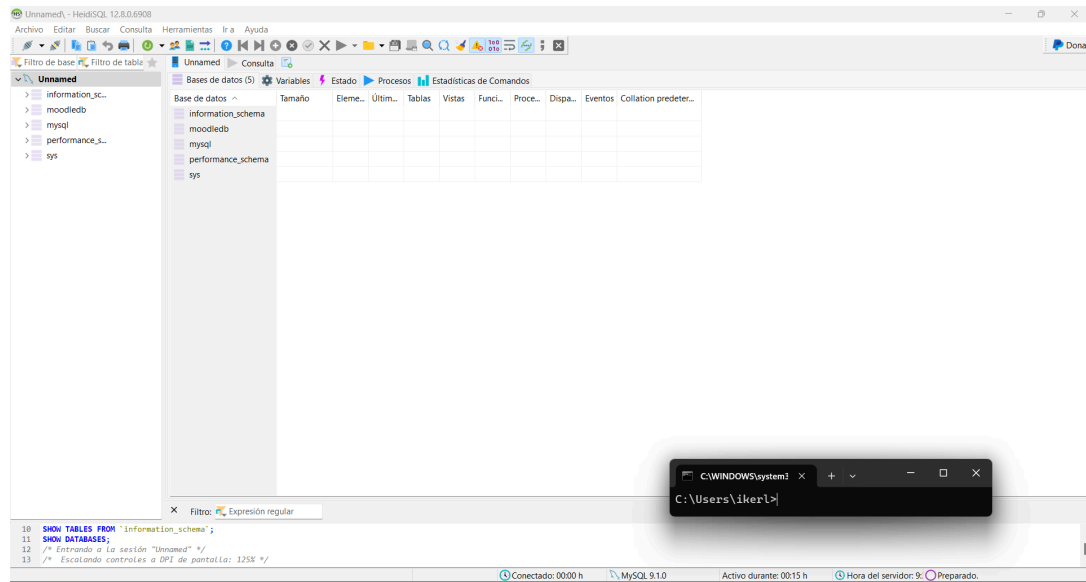 Unnamed\ - HeidiSQL 12.8.0.6908
Archivo Editar Buscar Consulta Herramientas Ir a Ayuda
Dona
Filtro de base Filtro de tabla Unnamed Consulta
Unnamed
information_sc...
moodledb
mysql
performance_s...
sys
Bases de datos (5) Variables Estado Procesos Estadísticas de Comandos
Base de datos Tamaño Eleme... Últim... Tablas Vistas Funci... Proce... Dispa... Eventos Collation predeter...
information_schema
moodledb
mysql
performance_schema
sys
C:\WINDOWS\system3
C:\Users\ikerl>
Filtro: Expresión regular
10 SHOW TABLES FROM `information_schema`;
11 SHOW DATABASES;
12 /* Entrando a la sesión "Unnamed" */
13 /* Escalando controles a DPI de pantalla: 125% */
Conectado: 00:00 h MySQL 9.1.0 Activo durante: 00:15 h Hora del servidor: 9: Preparado.